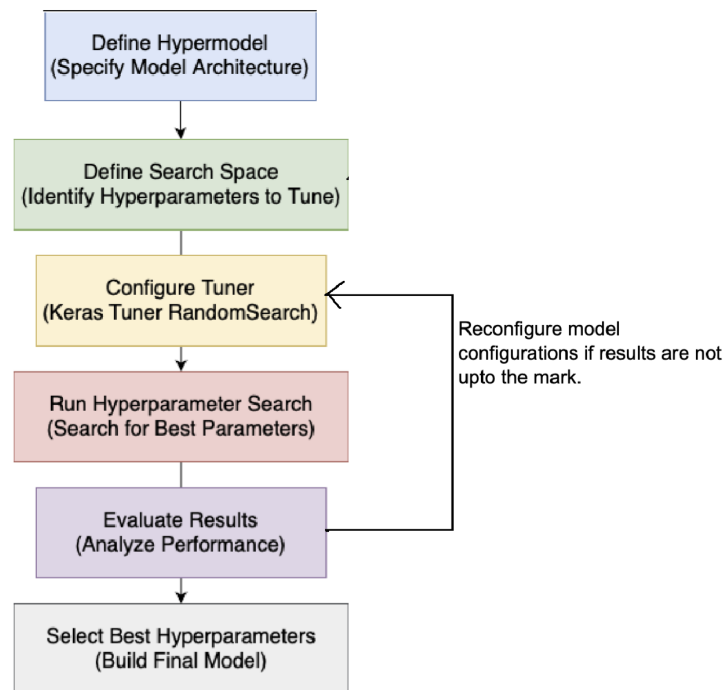 Define Hypermodel
(Specify Model Architecture)
Define Search Space
(Identify Hyperparameters to Tune)
Configure Tuner
(Keras Tuner RandomSearch)
Reconfigure model
configurations if results are not
upto the mark.
Run Hyperparameter Search
(Search for Best Parameters)
Evaluate Results
(Analyze Performance)
Select Best Hyperparameters
(Build Final Model)